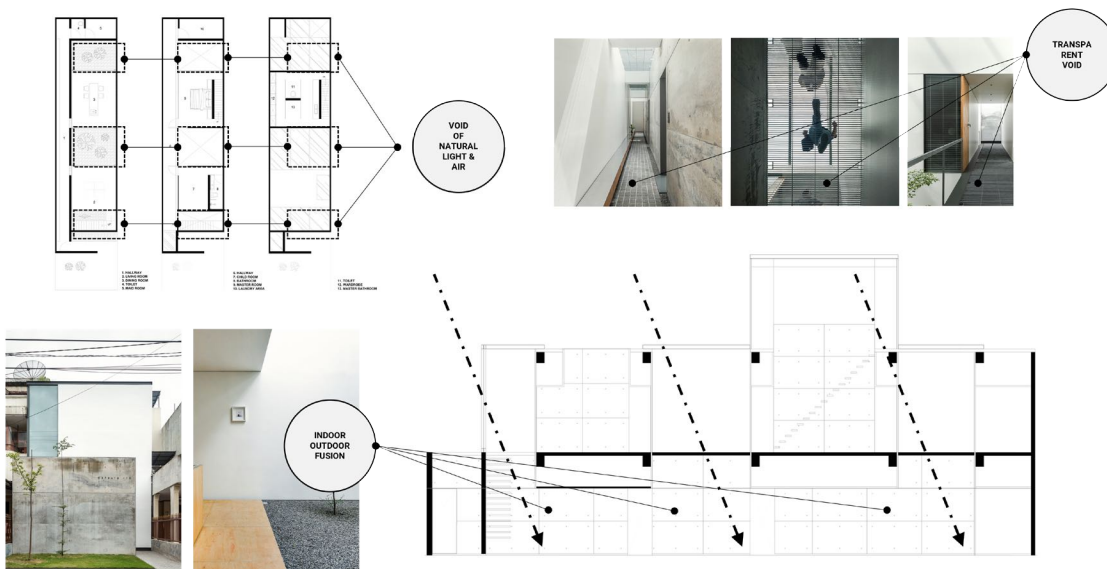 VOID
OF
NATURAL
LIGHT &
AIR
TRANSPA
RENT
VOID
1. HALLWAY
2. LIVING ROOM
3. DINING ROOM
4. TOILET
5. MAID ROOM
6. HALLWAY
7. CHILD ROOM
8. BATHROOM
9. MASTER ROOM
10. LAUNDRY AREA
11. TOILET
12. WARDROBE
13. MASTER BATHROOM
INDOOR
OUTDOOR
FUSION